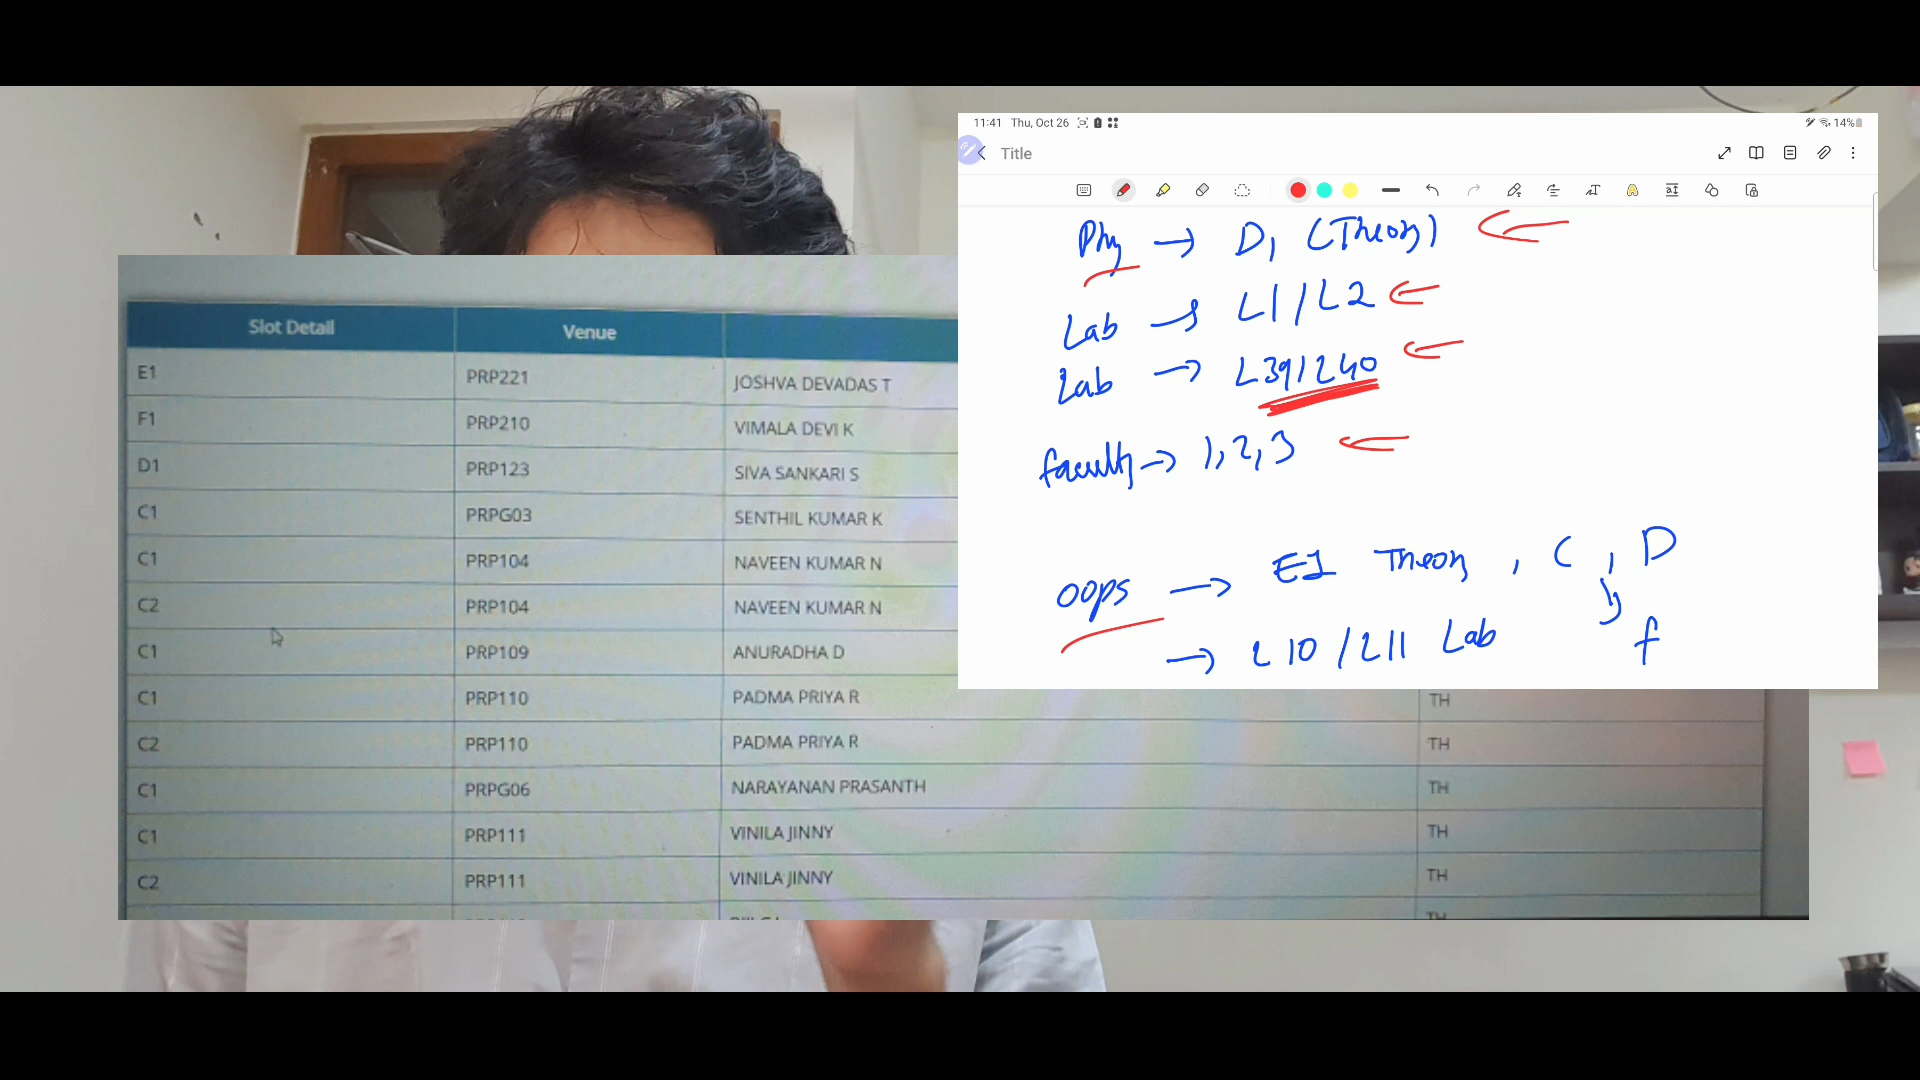 11:41 Thu, Oct 26
14%
Title
Phy → D1 (Theory)
Lab → L1/L2
Lab → L39/L40
faculty → 1, 2, 3
oops → E1 Theory, C, D
f
→ L10/L11 Lab
Slot Detail Venue
E1 PRP221 JOSHVA DEVADAS T
F1 PRP210 VIMALA DEVI K
D1 PRP123 SIVA SANKARI S
C1 PRPG03 SENTHIL KUMAR K
C1 PRP104 NAVEEN KUMAR N
C2 PRP104 NAVEEN KUMAR N
C1 PRP109 ANURADHA D
C1 PRP110 PADMA PRIYA R TH
C2 PRP110 PADMA PRIYA R TH
C1 PRPG06 NARAYANAN PRASANTH TH
C1 PRP111 VINILA JINNY TH
C2 PRP111 VINILA JINNY TH
TH